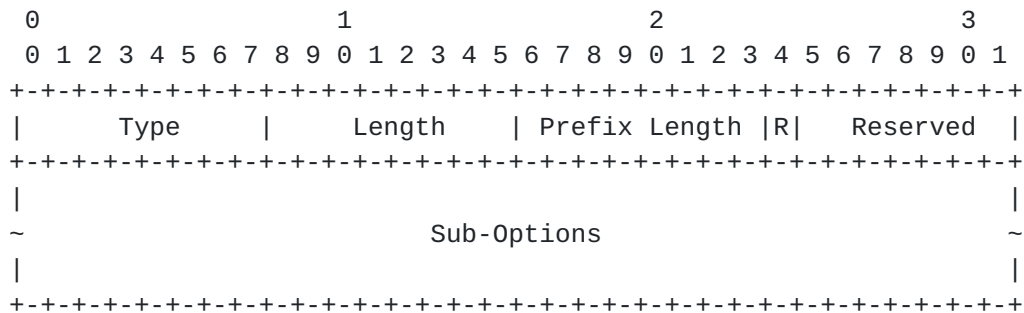 0                   1                   2                   3
 0 1 2 3 4 5 6 7 8 9 0 1 2 3 4 5 6 7 8 9 0 1 2 3 4 5 6 7 8 9 0 1
+-+-+-+-+-+-+-+-+-+-+-+-+-+-+-+-+-+-+-+-+-+-+-+-+-+-+-+-+-+-+-+-+
|      Type     |     Length    | Prefix Length |R|   Reserved  |
+-+-+-+-+-+-+-+-+-+-+-+-+-+-+-+-+-+-+-+-+-+-+-+-+-+-+-+-+-+-+-+-+
|                                                               |
~                          Sub-Options                          ~
|                                                               |
+-+-+-+-+-+-+-+-+-+-+-+-+-+-+-+-+-+-+-+-+-+-+-+-+-+-+-+-+-+-+-+-+